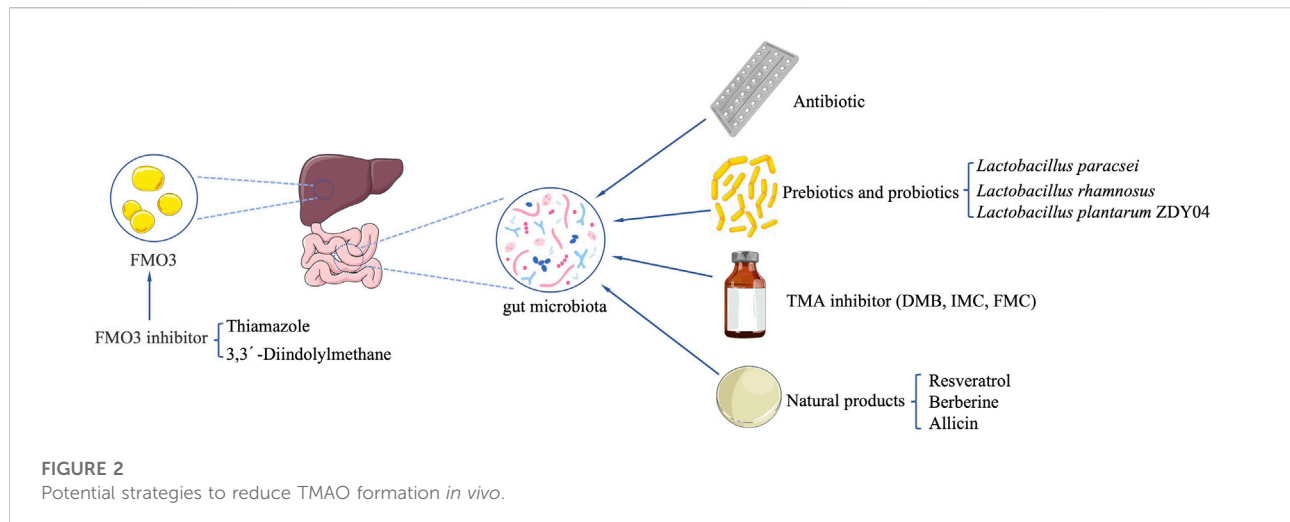 Antibiotic
Prebiotics and probiotics
Lactobacillus paracsei
Lactobacillus rhamnosus
Lactobacillus plantarum ZDY04
FMO3
gut microbiota
TMA inhibitor (DMB, IMC, FMC)
FMO3 inhibitor
Thiamazole
3,3´-Diindolylmethane
Natural products
Resveratrol
Berberine
Allicin
FIGURE 2
Potential strategies to reduce TMAO formation in vivo.